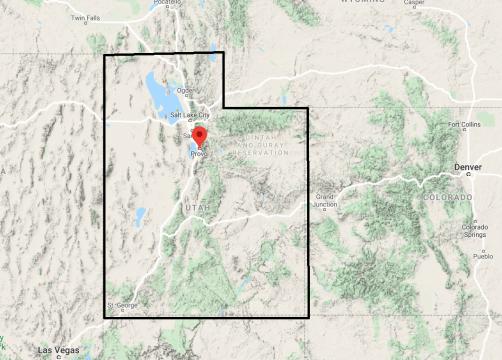 Pocatello
Casper
WYOMING
Twin Falls
Ogden
Salt Lake City
Fort Collins
UINTAH
AND OURAY
RESERVATION
Provo
Denver
Grand
Junction
COLORADO
UTAH
Colorado
Springs
Pueblo
St. George
Las Vegas